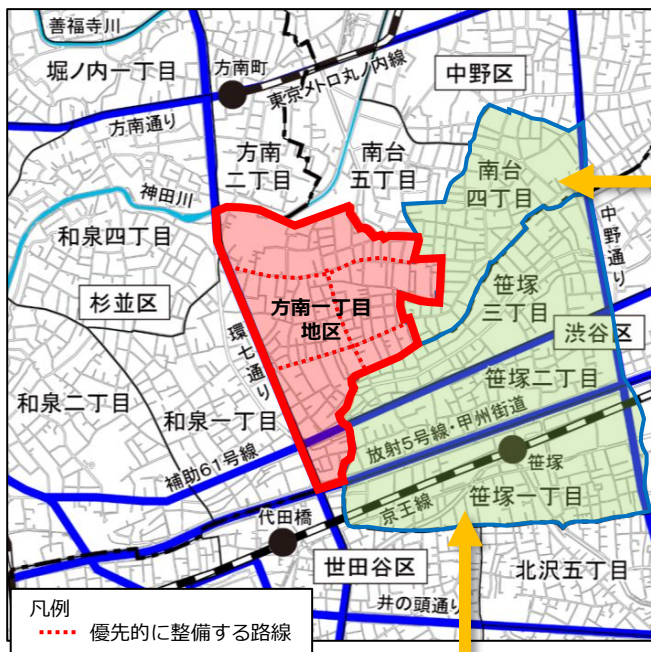 善福寺川
堀ノ内一丁目
方南町
東京メトロ丸ノ内線
中野区
方南通り
方南
二丁目
南台
五丁目
南台
四丁目
神田川
和泉四丁目
中野通り
杉並区
方南一丁目
地区
笹塚
三丁目
環七通り
渋谷区
和泉二丁目
和泉一丁目
笹塚二丁目
補助61号線
放射5号線・甲州街道
笹塚
京王線
笹塚一丁目
代田橋
世田谷区
北沢五丁目
井の頭通り
凡例
優先的に整備する路線